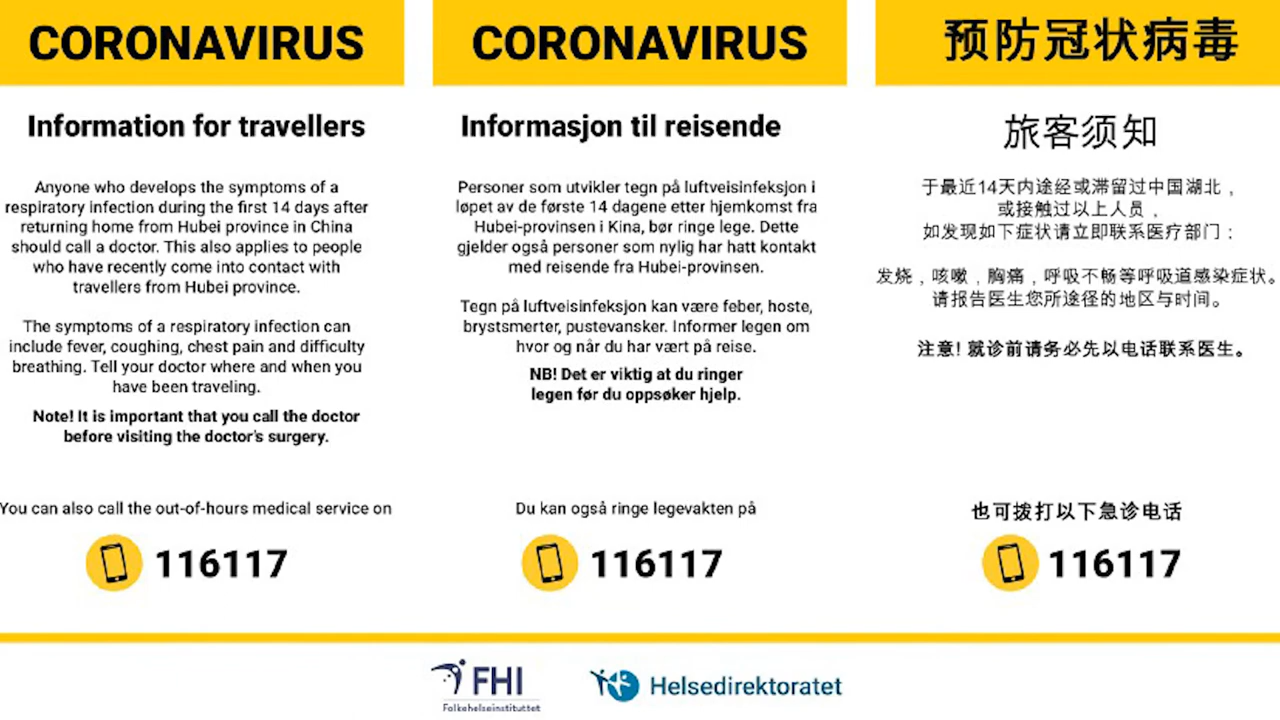 CORONAVIRUS
Information for travellers
Anyone who develops the symptoms of a
respiratory infection during the first 14 days after
returning home from Hubei province in China
should call a doctor. This also applies to people
who have recently come into contact with
travellers from Hubei province.
The symptoms of a respiratory infection can
include fever, coughing, chest pain and difficulty
breathing. Tell your doctor where and when you
have been traveling.
Note! It is important that you call the doctor
before visiting the doctor's surgery.
You can also call the out-of-hours medical service on
116117
CORONAVIRUS
Informasjon til reisende
Personer som utvikler tegn på luftveisinfeksjon i
løpet av de første 14 dagene etter hjemkomst fra
Hubei-provinsen i Kina, bør ringe lege. Dette
gjelder også personer som nylig har hatt kontakt
med reisende fra Hubei-provinsen.
Tegn på luftveisinfeksjon kan være feber, hoste,
brystsmerter, pustevansker. Informer legen om
hvor og når du har vært på reise.
NB! Det er viktig at du ringer
legen før du oppsøker hjelp.
Du kan også ringe legevakten på
116117
预防冠状病毒
旅客须知
于最近14天内途经或滞留过中国湖北，
或接触过以上人员，
如发现如下症状请立即联系医疗部门：
发烧，咳嗽，胸痛，呼吸不畅等呼吸道感染症状。
请报告医生您所途径的地区与时间。
注意! 就诊前请务必先以电话联系医生。
也可拨打以下急诊电话
116117
FHI
Folkehelseinstituttet
Helsedirektoratet